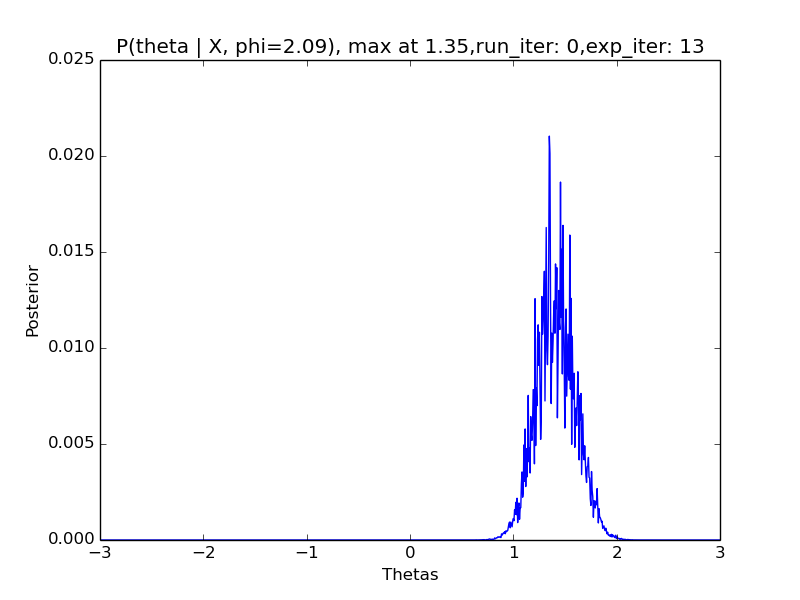 P(theta | X, phi=2.09), max at 1.35,run_iter: 0,exp_iter: 13
0.025
0.020
0.015
0.010
0.005
0.000
Posterior
−3 −2 −1 0 1 2 3
Thetas